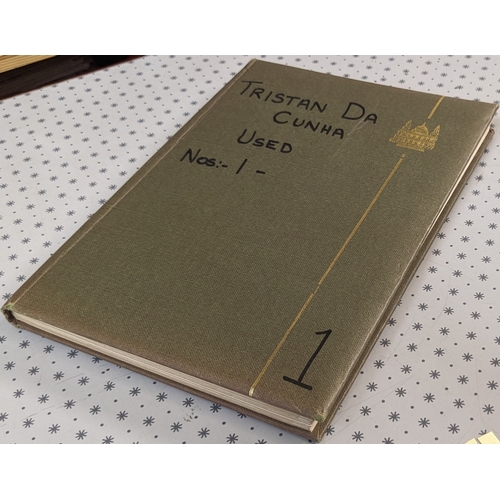 TRISTAN DA
CUNHA
USED
Nos:- 1 -
1